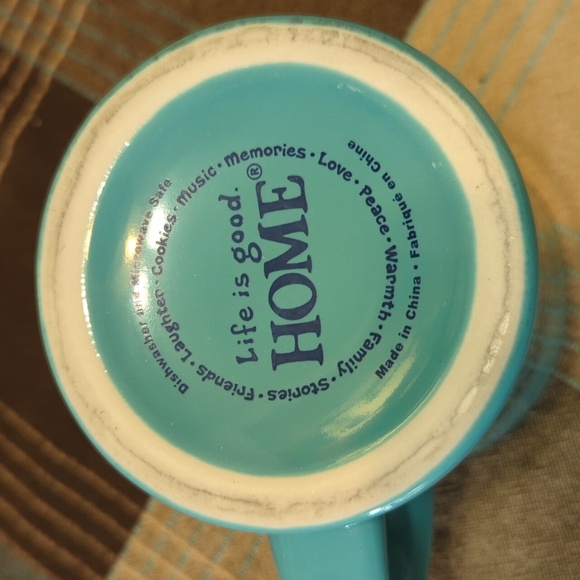 Dishwasher and Microwave Safe
Life is good.
HOME®
Friends · Laughter · Cookies · Music · Memories · Love · Peace · Warmth · Family · Stories ·
Made in China · Fabriqué en Chine